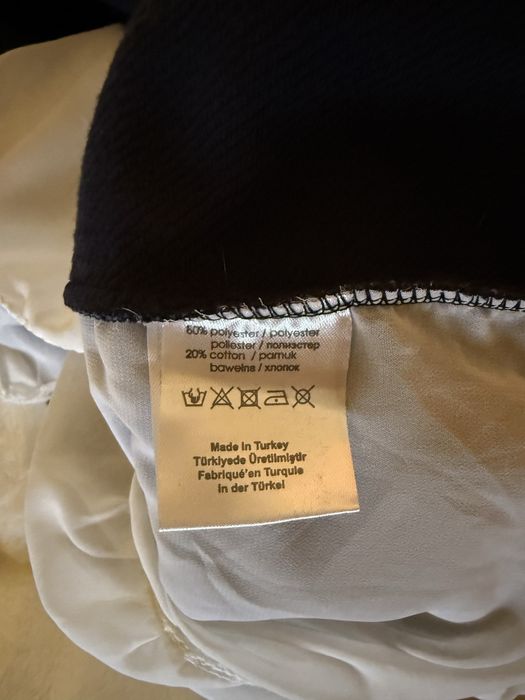 80% polyester / polyester
poliester / полиэстер
20% cotton / pamuk
bawelna / хлопок
Made in Turkey
Türkiyede Üretilmiştir
Fabriqué'en Turquie
in der Türkei